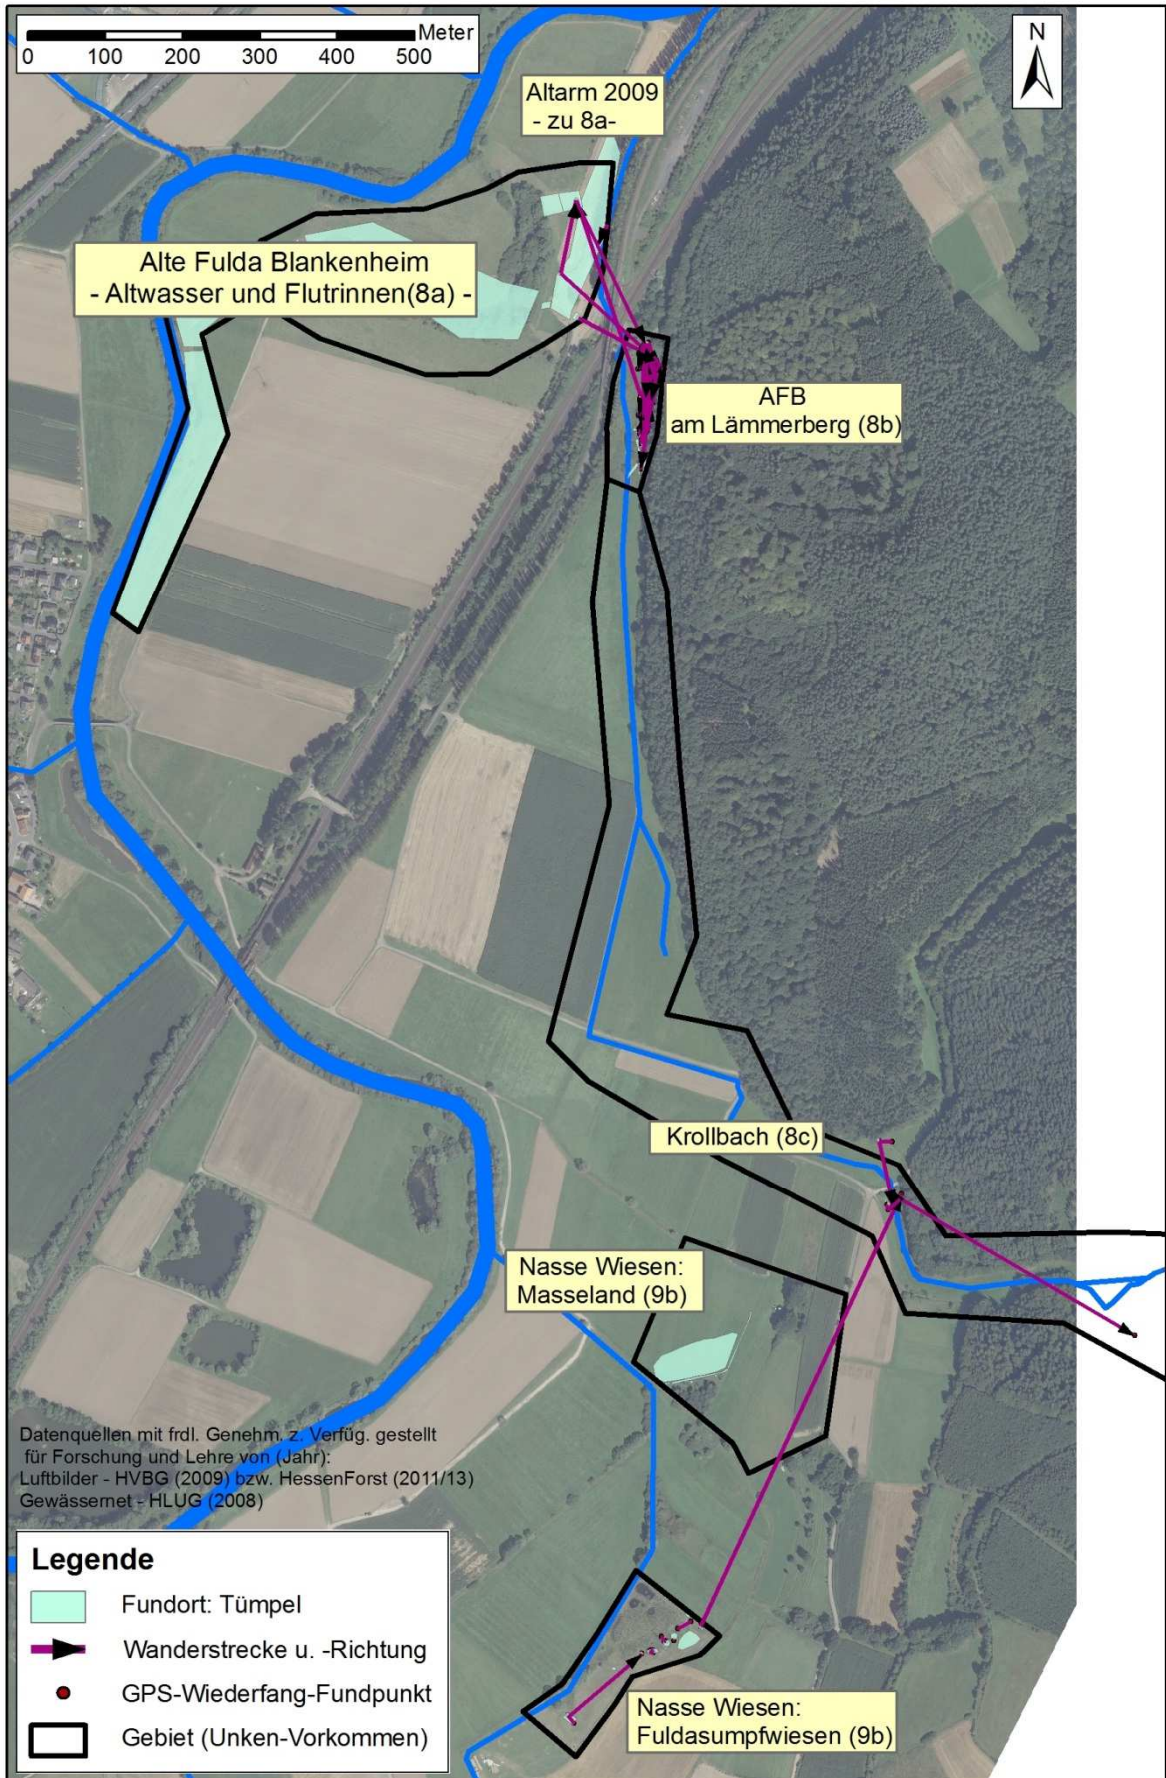 Meter
0 100 200 300 400 500
N
Altarm 2009
- zu 8a-
Alte Fulda Blankenheim
- Altwasser und Flutrinnen(8a) -
AFB
am Lämmerberg (8b)
Krollbach (8c)
Nasse Wiesen:
Masseland (9b)
Datenquellen mit frdl. Genehm. z. Verfüg. gestellt
für Forschung und Lehre von (Jahr):
Luftbilder - HVBG (2009) bzw. HessenForst (2011/13)
Gewässernet - HLUG (2008)
Legende
Fundort: Tümpel
Wanderstrecke u. -Richtung
GPS-Wiederfang-Fundpunkt
Gebiet (Unken-Vorkommen)
Nasse Wiesen:
Fuldasumpfwiesen (9b)